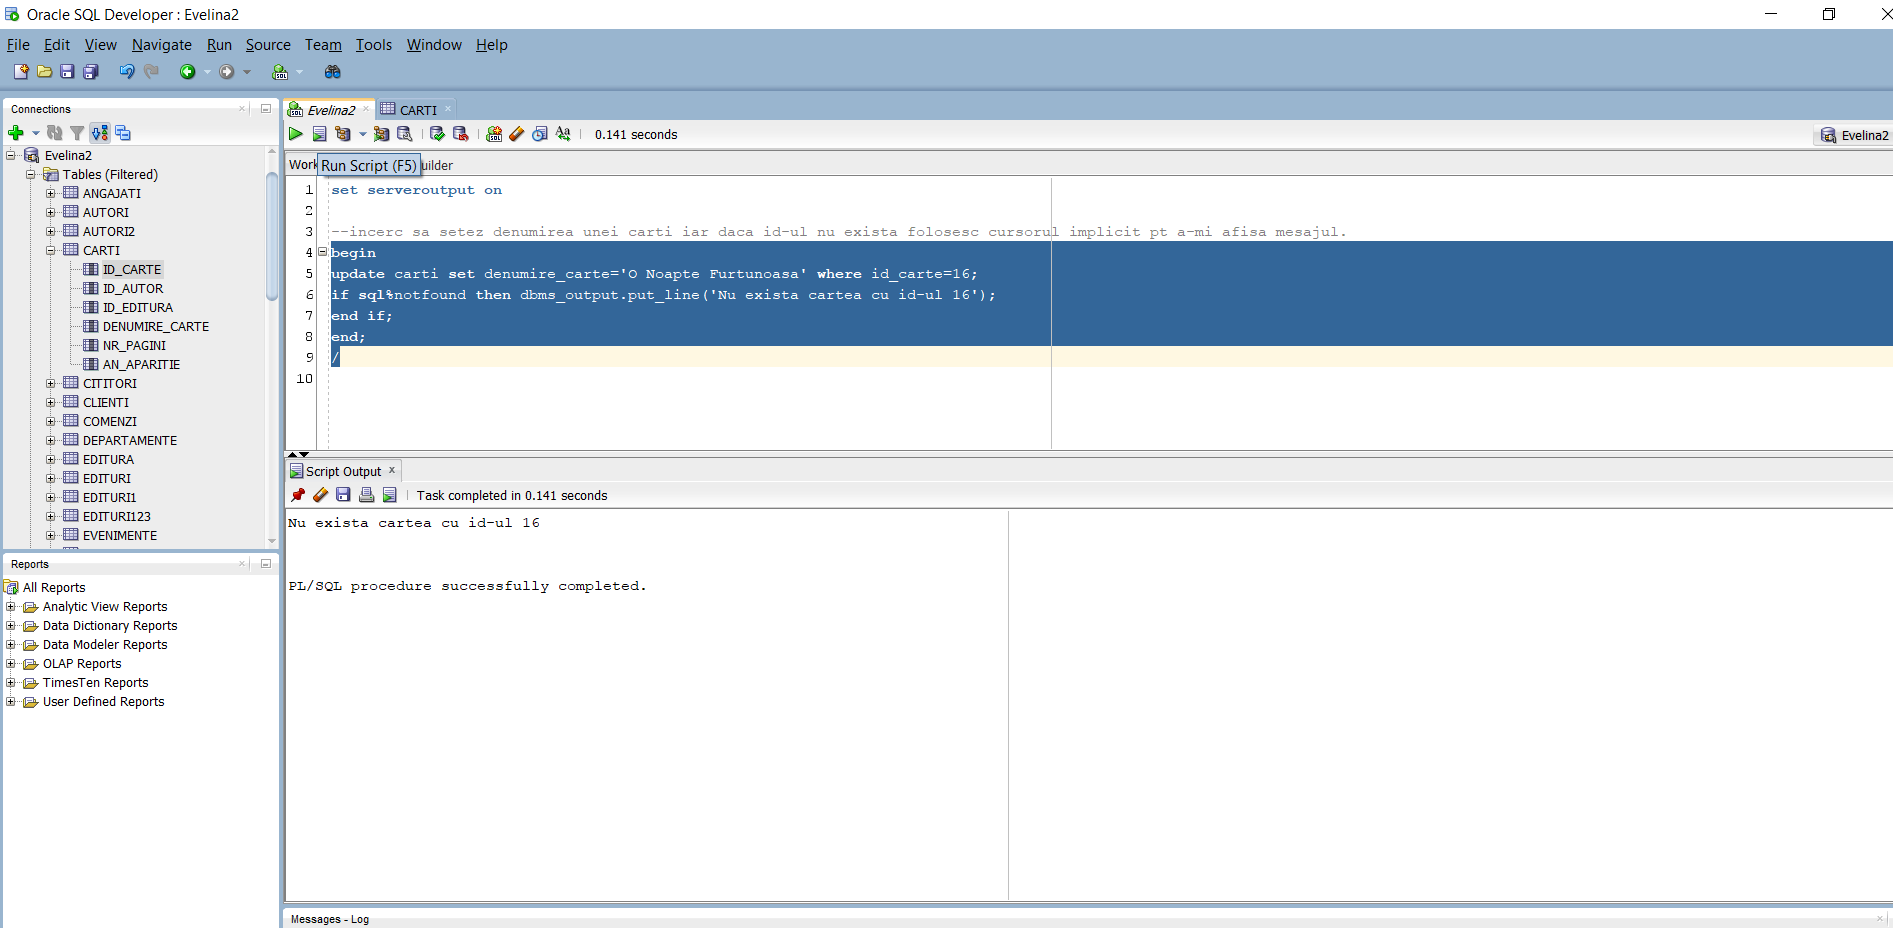 Oracle SQL Developer : Evelina2
File Edit View Navigate Run Source Team Tools Window Help
Connections
Evelina2
Tables (Filtered)
ANGAJATI
AUTORI
AUTORI2
CARTI
ID_CARTE
ID_AUTOR
ID_EDITURA
DENUMIRE_CARTE
NR_PAGINI
AN_APARITIE
CITITORI
CLIENTI
COMENZI
DEPARTAMENTE
EDITURA
EDITURI
EDITURI1
EDITURI123
EVENIMENTE
Reports
All Reports
Analytic View Reports
Data Dictionary Reports
Data Modeler Reports
OLAP Reports
TimesTen Reports
User Defined Reports
Evelina2 CARTI
0.141 seconds
Evelina2
Work Run Script (F5) uilder
1 set serveroutput on
2
3 --incerc sa setez denumirea unei carti iar daca id-ul nu exista folosesc cursorul implicit pt a-mi afisa mesajul.
4 begin
5 update carti set denumire_carte='O Noapte Furtunoasa' where id_carte=16;
6 if sql%notfound then dbms_output.put_line('Nu exista cartea cu id-ul 16');
7 end if;
8 end;
9 /
10
Script Output
Task completed in 0.141 seconds
Nu exista cartea cu id-ul 16
PL/SQL procedure successfully completed.
Messages - Log